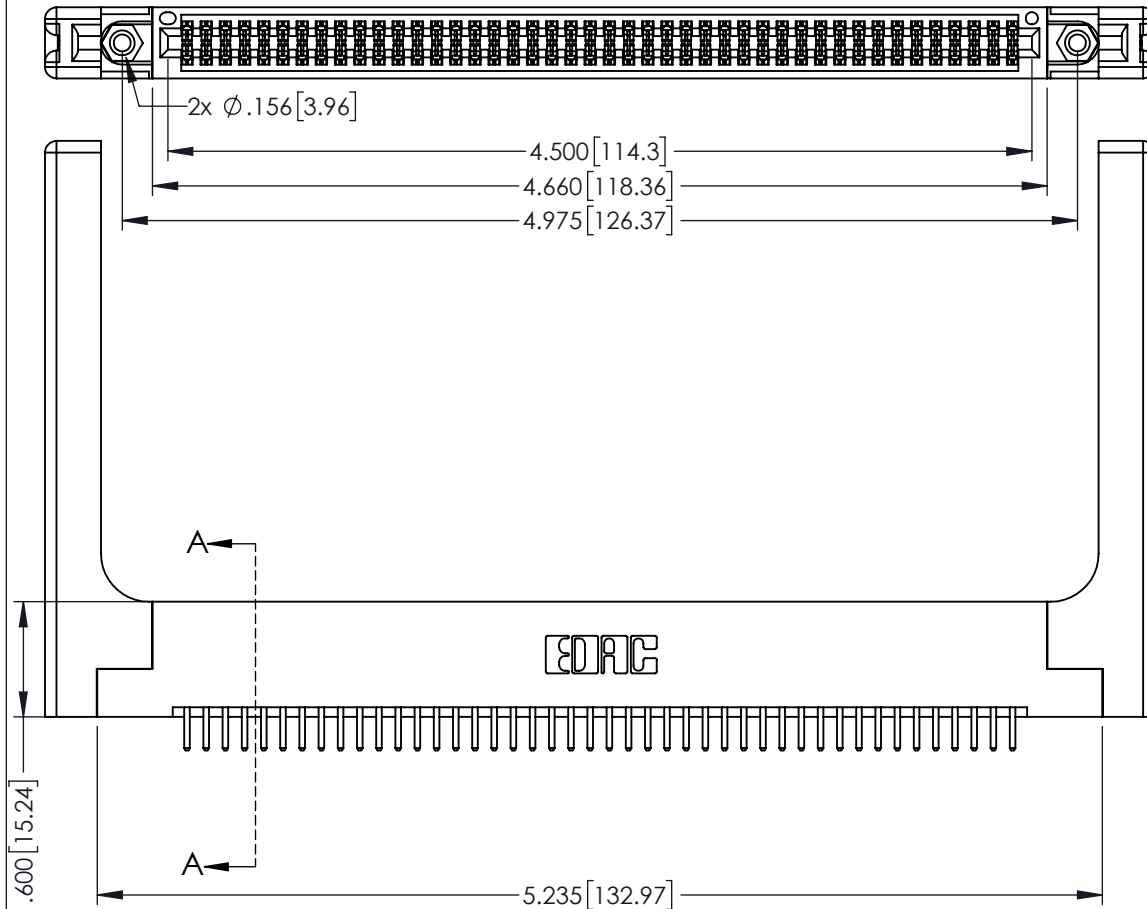 2x ∅.156[3.96]
4.500[114.3]
4.660[118.36]
4.975[126.37]
A
EDAC
.600[15.24]
A
5.235[132.97]